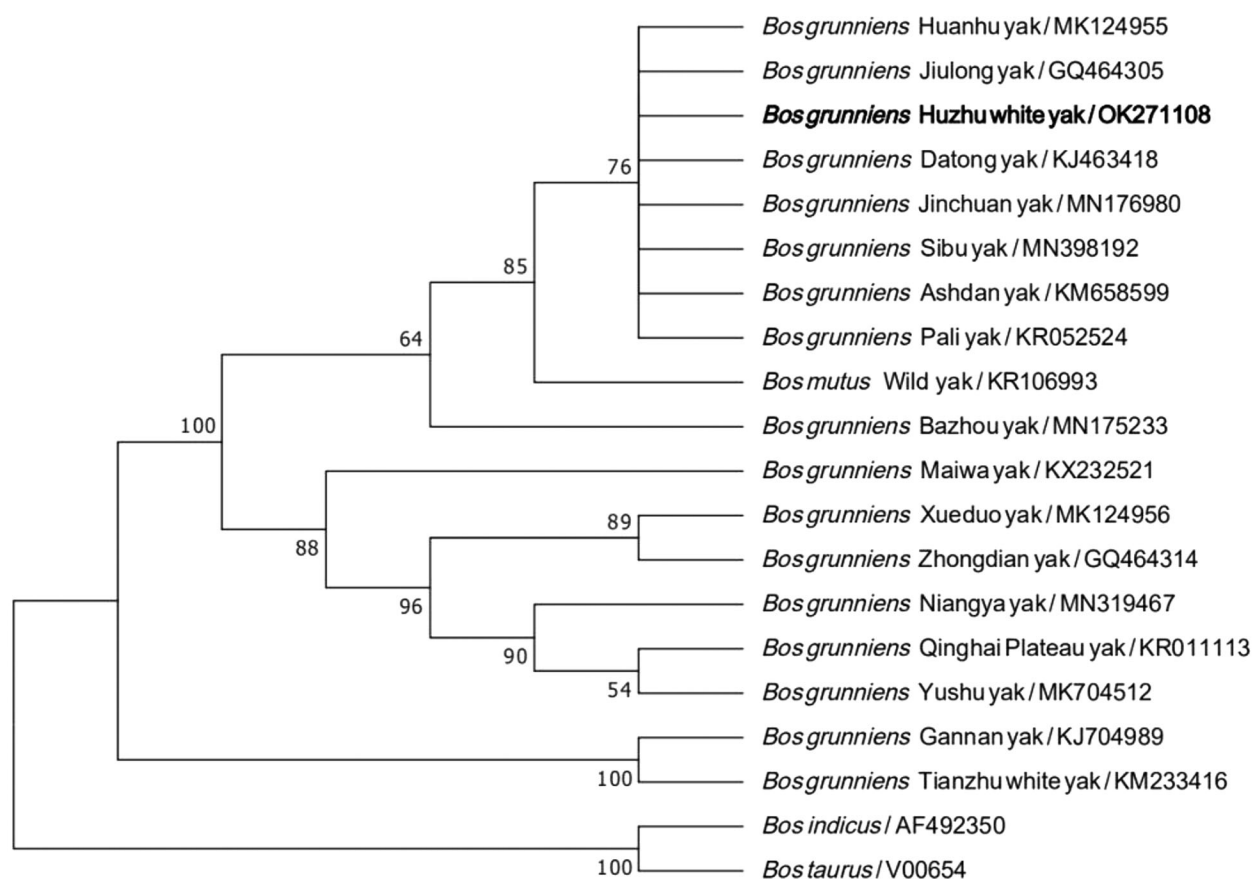 Bos grunniens Huanhu yak/MK124955
Bos grunniens Jiulong yak/GQ464305
Bos grunniens Huzhu white yak/OK271108
76
Bos grunniens Datong yak/KJ463418
Bos grunniens Jinchuan yak/MN176980
Bos grunniens Sibu yak/MN398192
85
Bos grunniens Ashdan yak/KM658599
64
Bos grunniens Pali yak/KR052524
Bos mutus Wild yak/KR106993
100
Bos grunniens Bazhou yak/MN175233
Bos grunniens Maiwa yak/KX232521
89
Bos grunniens Xueduo yak/MK124956
88
Bos grunniens Zhongdian yak/GQ464314
96
Bos grunniens Niangya yak/MN319467
90
Bos grunniens Qinghai Plateau yak/KR011113
54
Bos grunniens Yushu yak/MK704512
Bos grunniens Gannan yak/KJ704989
100
Bos grunniens Tianzhu white yak/KM233416
Bos indicus/AF492350
100
Bos taurus/V00654